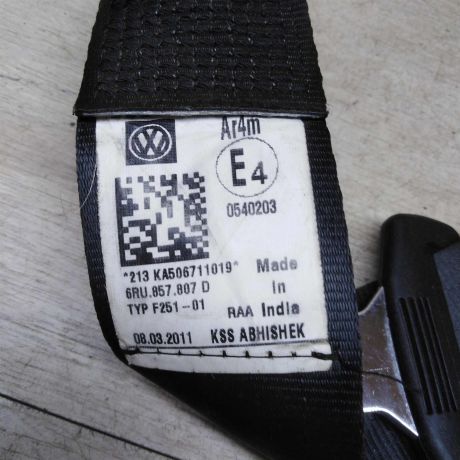 Ar4m
E4
0540203
*213 KA506711019*
6RU.857.807 D
TYP F251-01
Made
in
RAA India
08.03.2011 KSS ABHISHEK